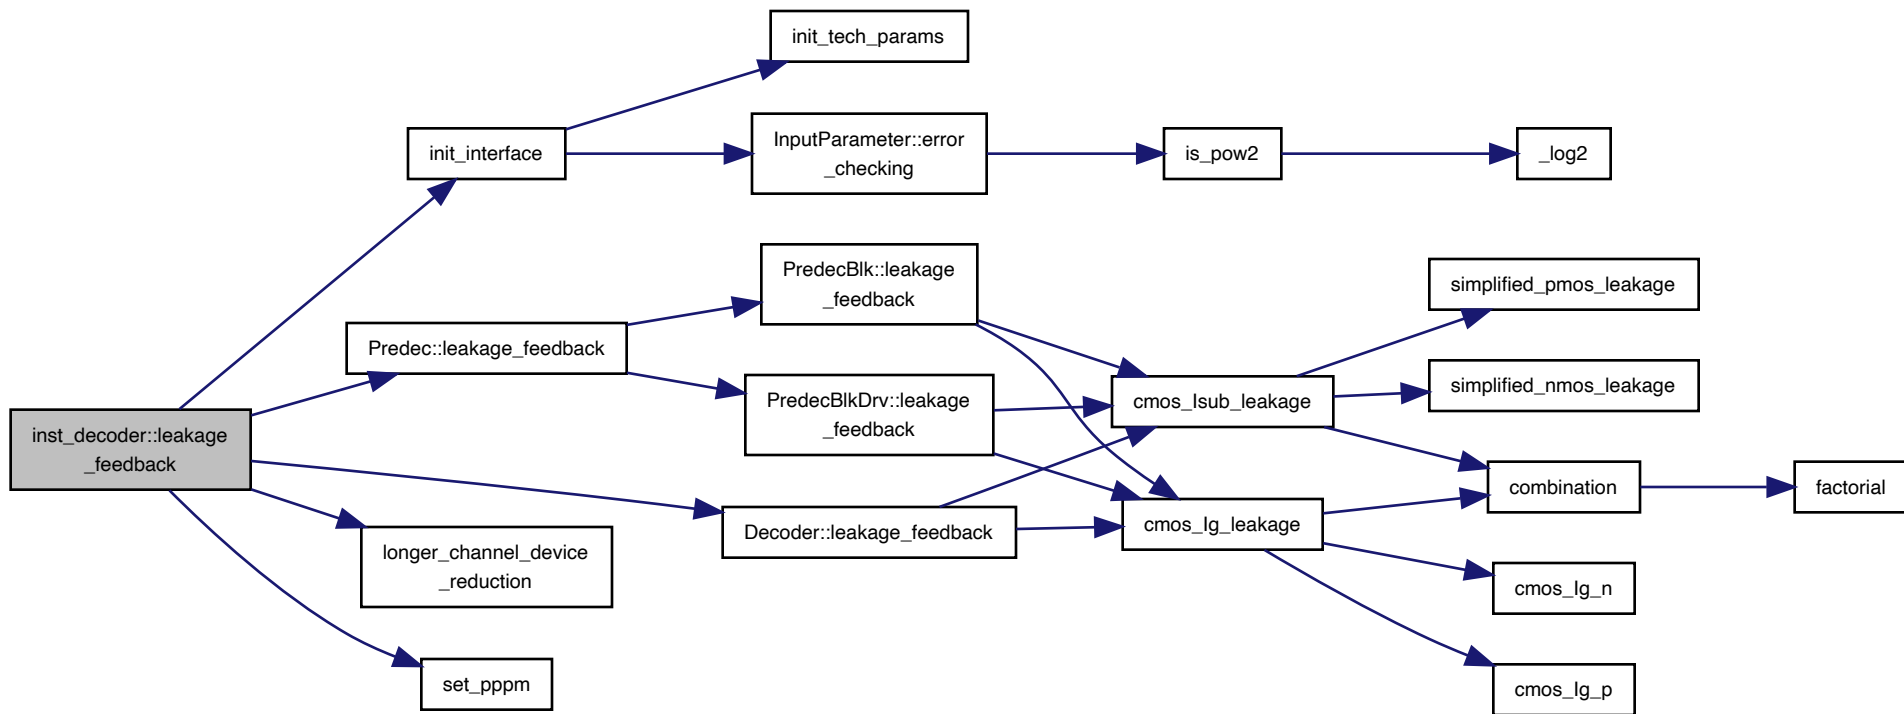 init_tech_params
init_interface
InputParameter::error
_checking
is_pow2
_log2
PredecBlk::leakage
_feedback
simplified_pmos_leakage
Predec::leakage_feedback
simplified_nmos_leakage
PredecBlkDrv::leakage
_feedback
cmos_Isub_leakage
inst_decoder::leakage
_feedback
combination
factorial
Decoder::leakage_feedback
cmos_Ig_leakage
longer_channel_device
_reduction
cmos_Ig_n
set_pppm
cmos_Ig_p